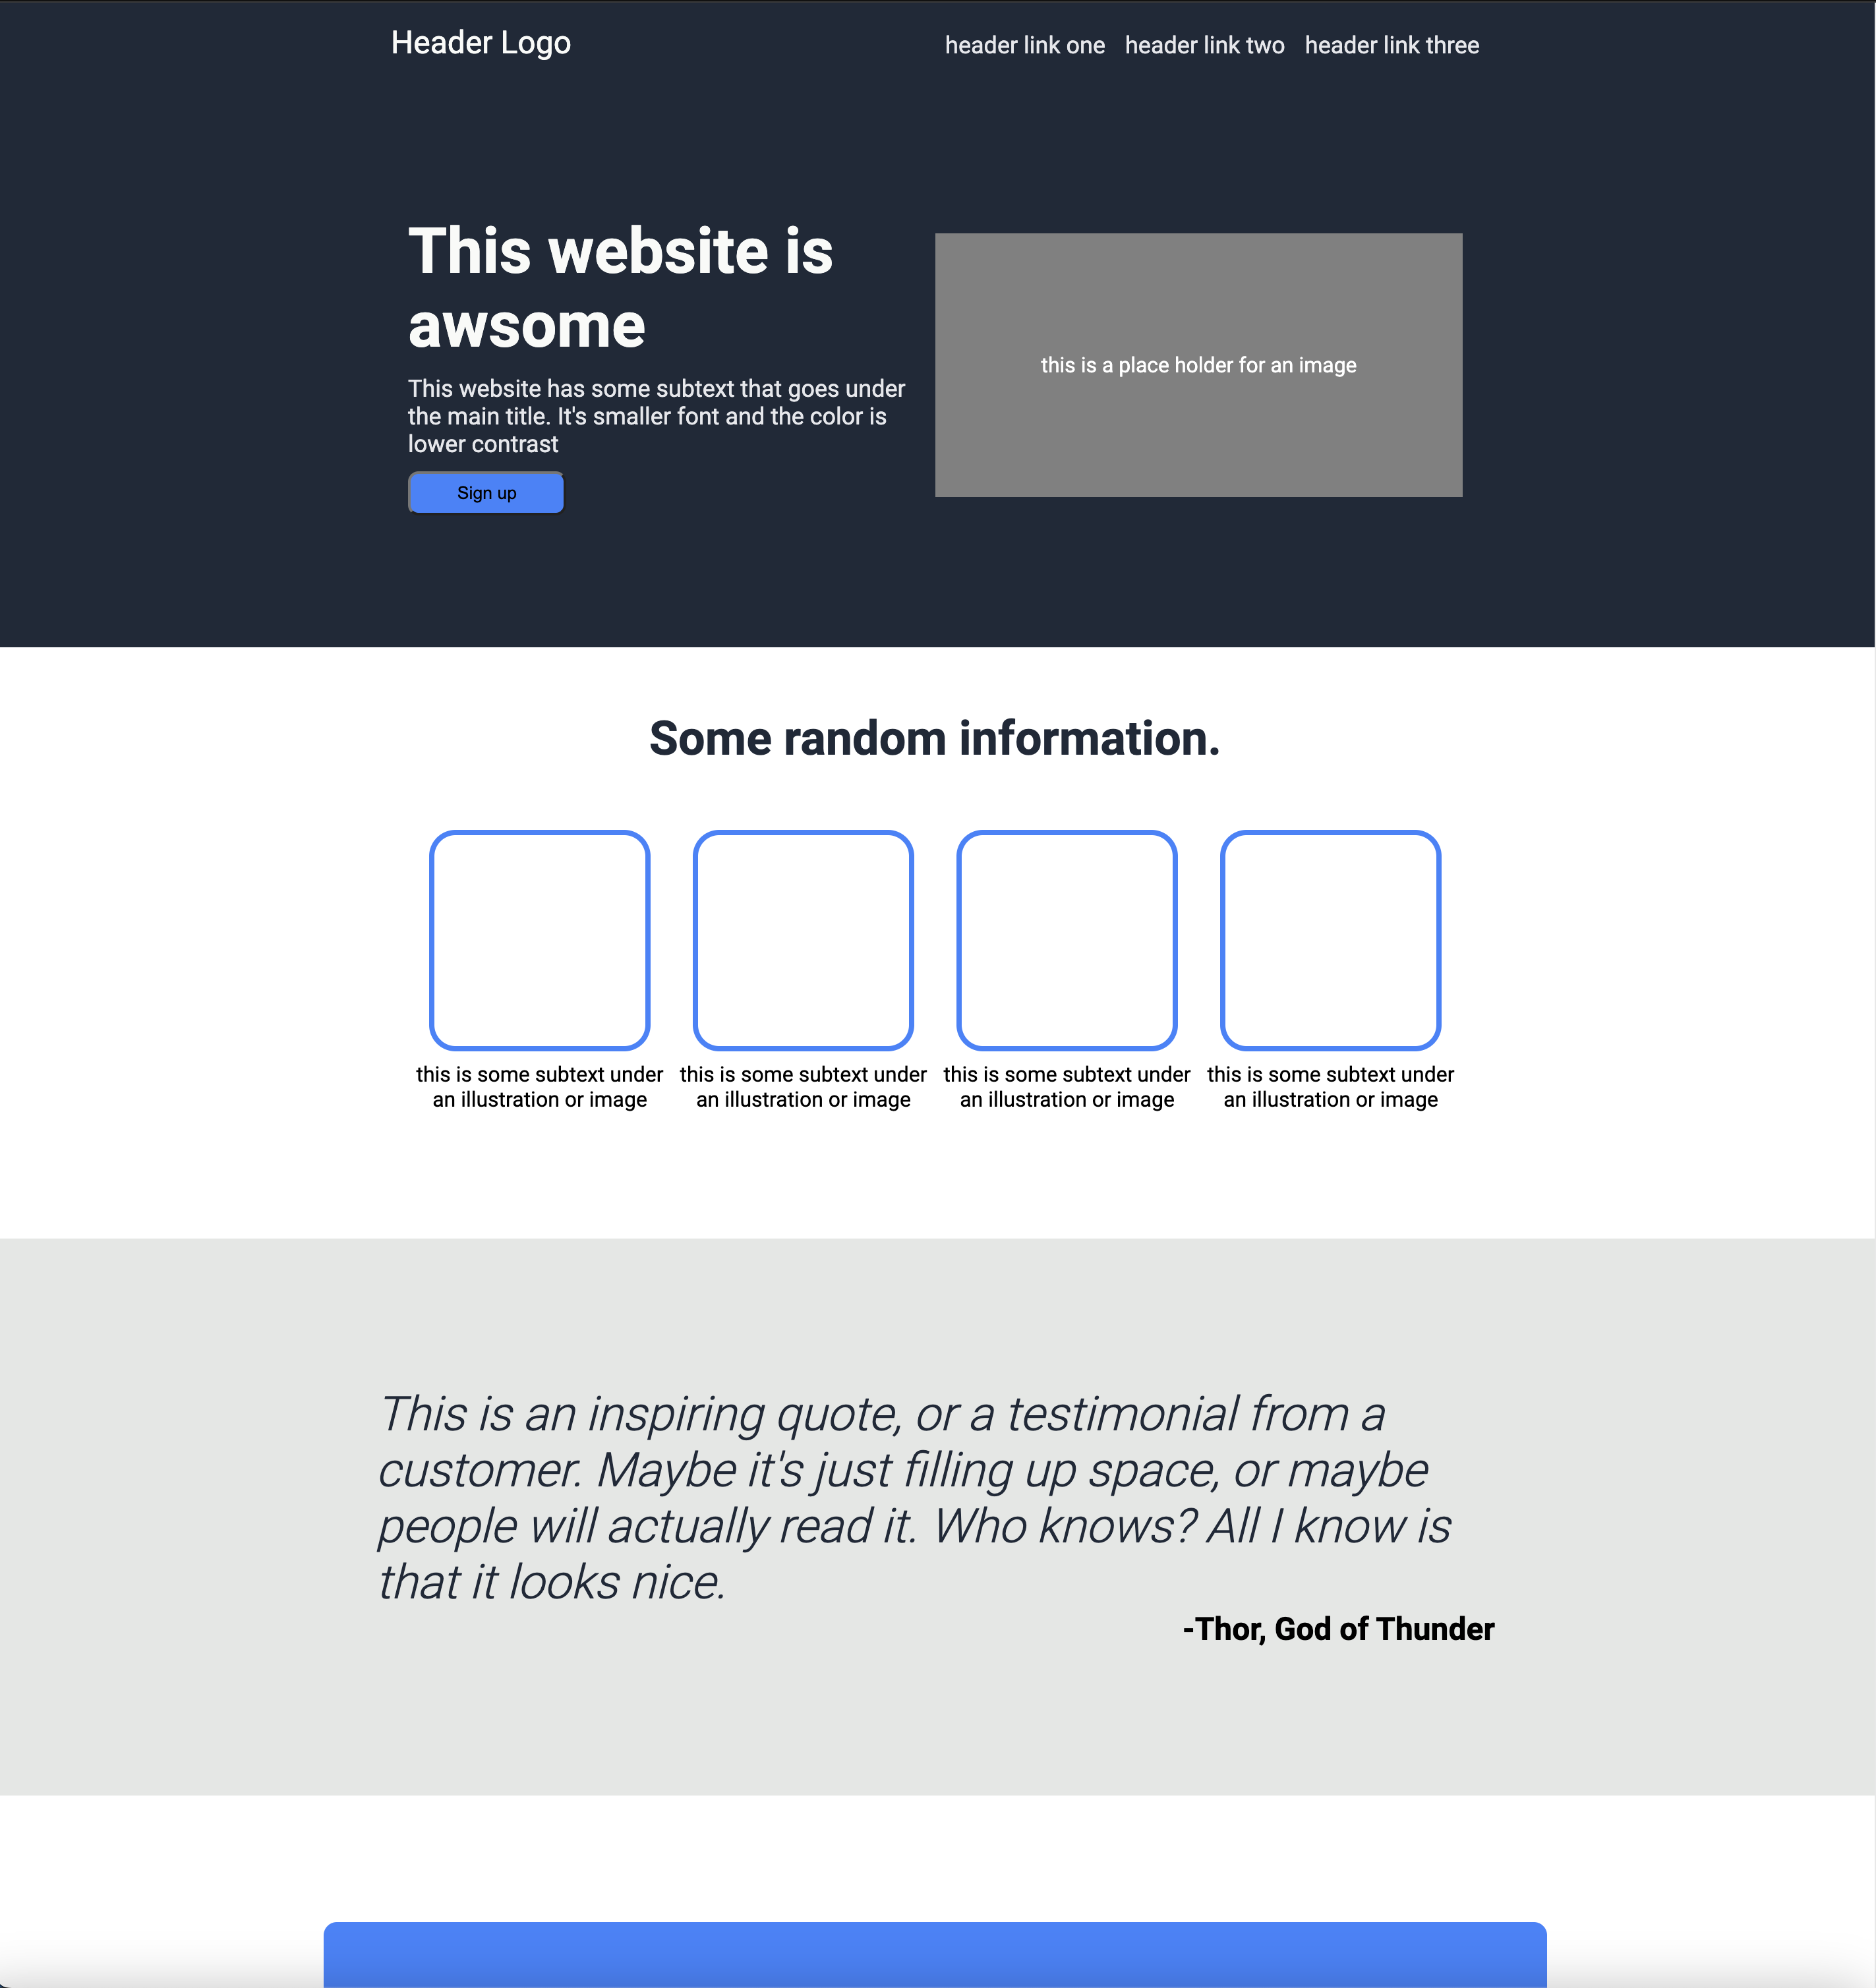 Header Logo
header link one header link two header link three
This website is
awsome
This website has some subtext that goes under
the main title. It's smaller font and the color is
lower contrast
Sign up
this is a place holder for an image
Some random information.
this is some subtext under
an illustration or image
this is some subtext under
an illustration or image
this is some subtext under
an illustration or image
this is some subtext under
an illustration or image
This is an inspiring quote, or a testimonial from a
customer. Maybe it's just filling up space, or maybe
people will actually read it. Who knows? All I know is
that it looks nice.
-Thor, God of Thunder